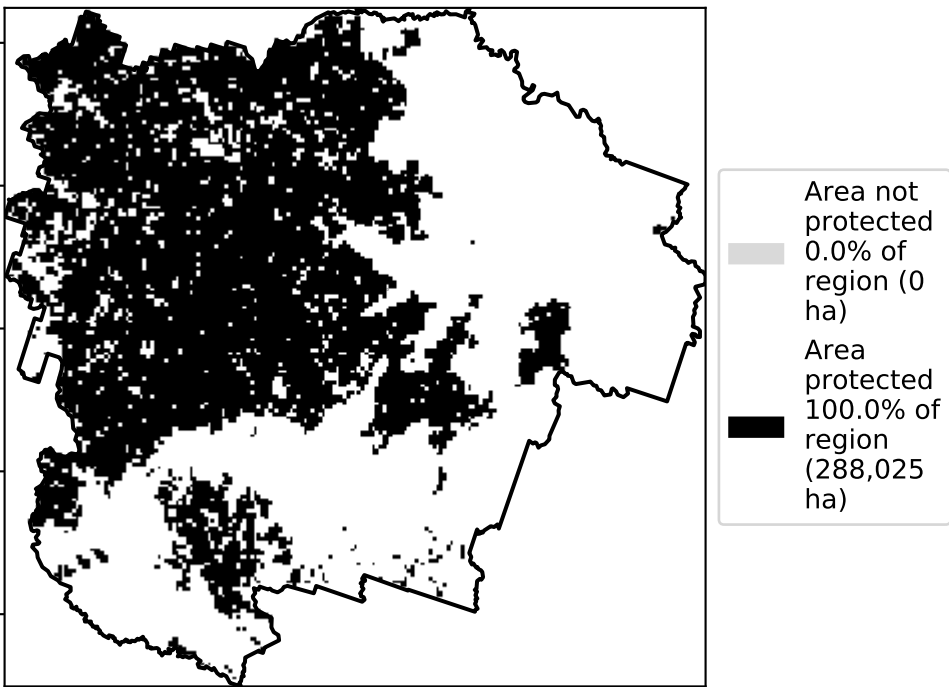 Area not
protected
0.0% of
region (0
ha)
Area
protected
100.0% of
region
(288,025
ha)